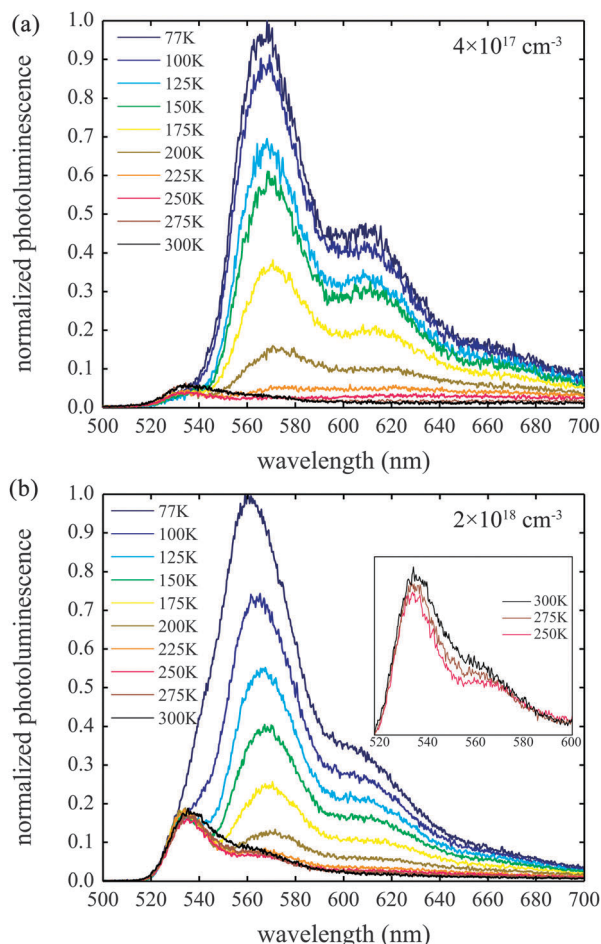 (a)
normalized photoluminescence
1.0
0.9
0.8
0.7
0.6
0.5
0.4
0.3
0.2
0.1
0
77K
100K
125K
150K
175K
200K
225K
250K
275K
300K
4×10¹⁷ cm⁻³
500 520 540 560 580 600 620 640 660 680 700
wavelength (nm)
(b)
normalized photoluminescence
1.0
0.9
0.8
0.7
0.6
0.5
0.4
0.3
0.2
0.1
0
77K
100K
125K
150K
175K
200K
225K
250K
275K
300K
2×10¹⁸ cm⁻³
300K
275K
250K
520 540 560 580 600
500 520 540 560 580 600 620 640 660 680 700
wavelength (nm)